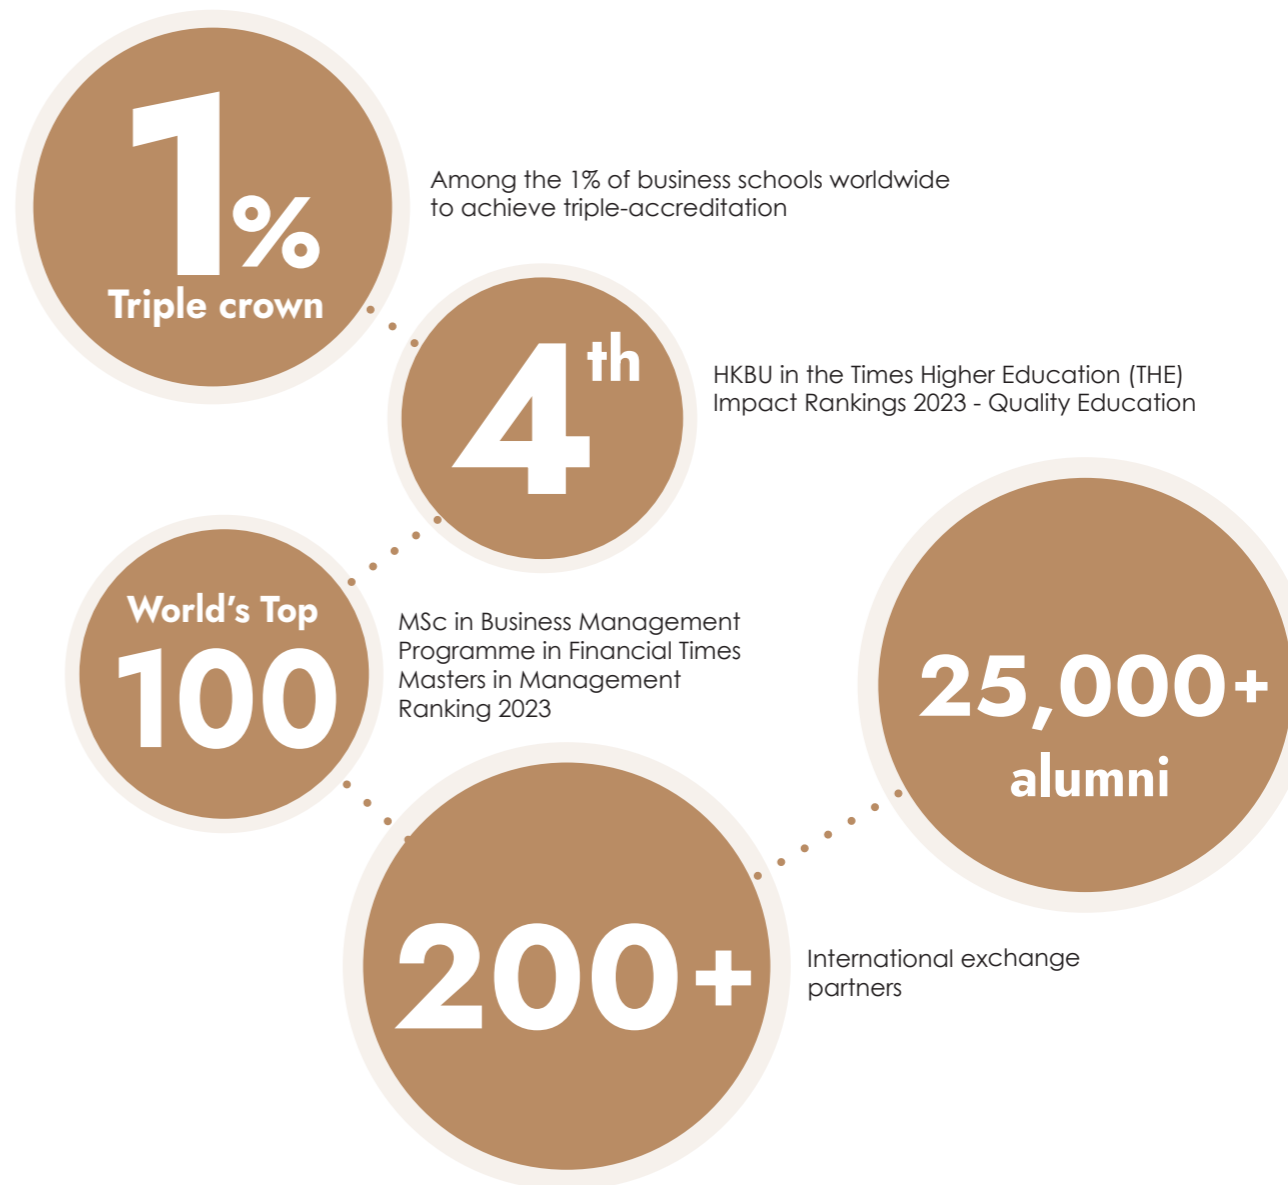 1%
Triple crown
Among the 1% of business schools worldwide
to achieve triple-accreditation
4th
HKBU in the Times Higher Education (THE)
Impact Rankings 2023 - Quality Education
World's Top
100
MSc in Business Management
Programme in Financial Times
Masters in Management
Ranking 2023
25,000+
alumni
200+
International exchange
partners